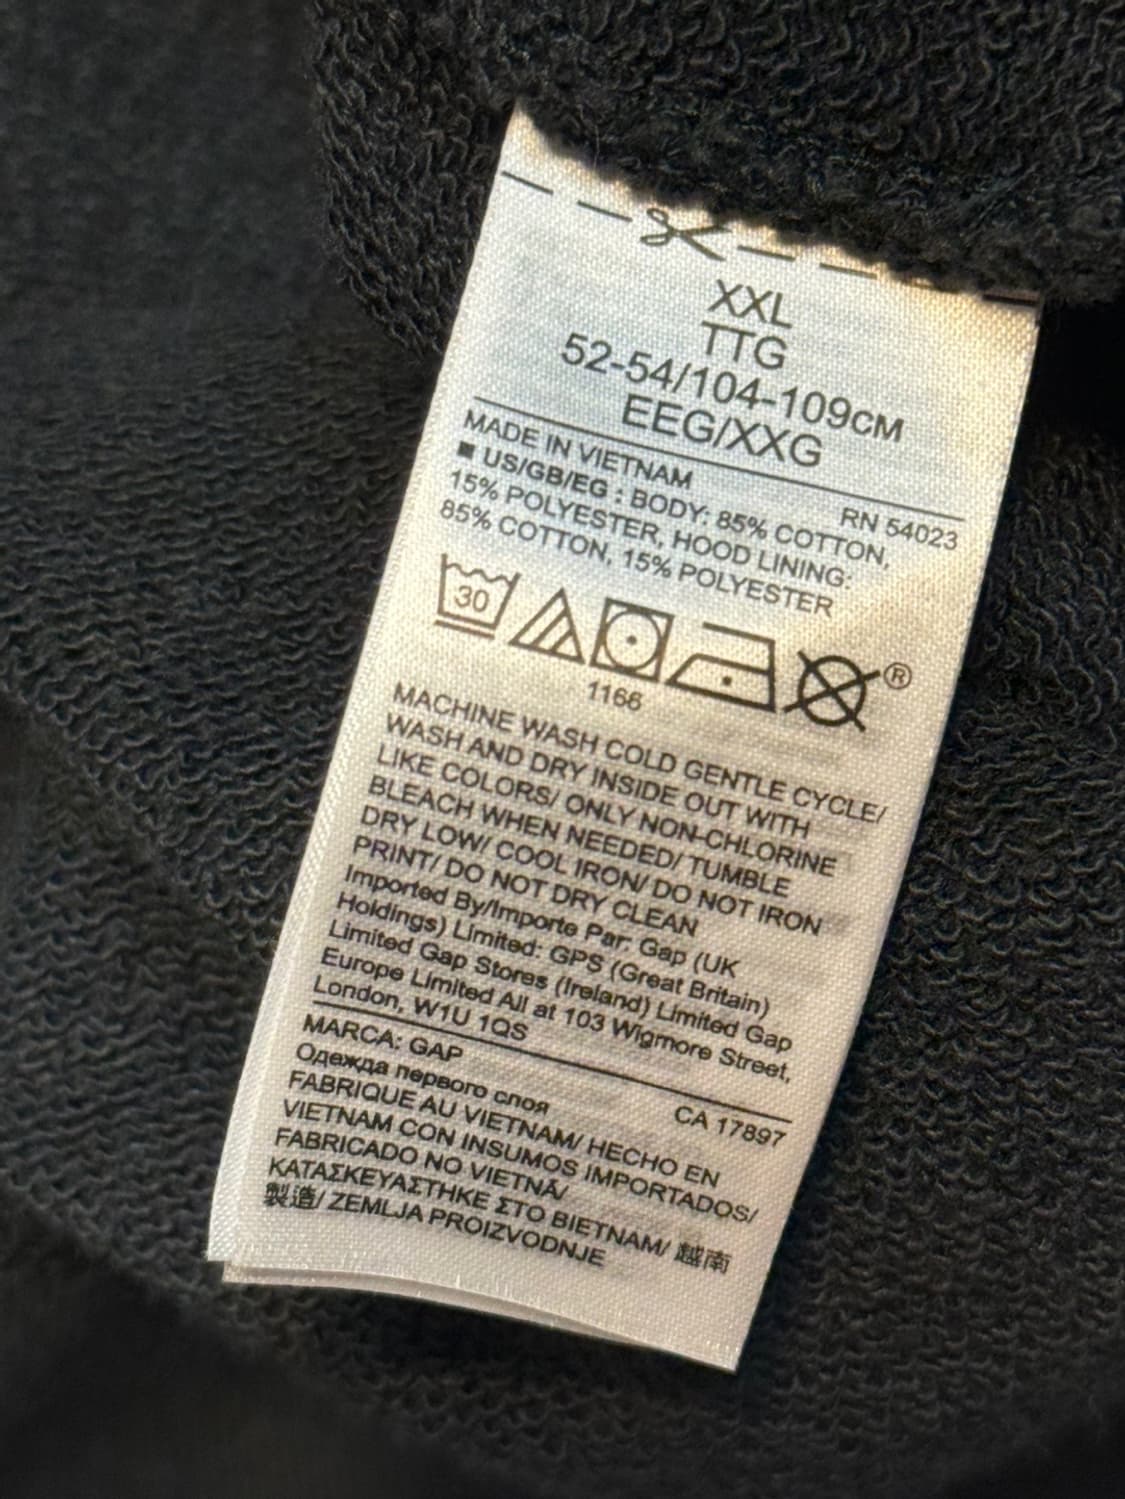 XXL
TTG
52-54/104-109CM
EEG/XXG
MADE IN VIETNAM
RN 54023
■ US/GB/EG : BODY: 85% COTTON,
15% POLYESTER, HOOD LINING:
85% COTTON, 15% POLYESTER
30
®
1166
MACHINE WASH COLD GENTLE CYCLE/
WASH AND DRY INSIDE OUT WITH
LIKE COLORS/ ONLY NON-CHLORINE
BLEACH WHEN NEEDED/ TUMBLE
DRY LOW/ COOL IRON/ DO NOT IRON
PRINT/ DO NOT DRY CLEAN
Imported By/Importe Par: Gap (UK
Holdings) Limited: GPS (Great Britain)
Limited Gap Stores (Ireland) Limited Gap
Europe Limited All at 103 Wigmore Street,
London, W1U 1QS
MARCA: GAP
CA 17897
Одежда первого слоя
FABRIQUE AU VIETNAM/ HECHO EN
VIETNAM CON INSUMOS IMPORTADOS/
FABRICADO NO VIETNÃ/
ΚΑΤΑΣΚΕΥΑΣΤΗΚΕ ΣΤΟ ΒΙΕΤΝΑΜ/ 越南
製造/ ZEMLJA PROIZVODNJE